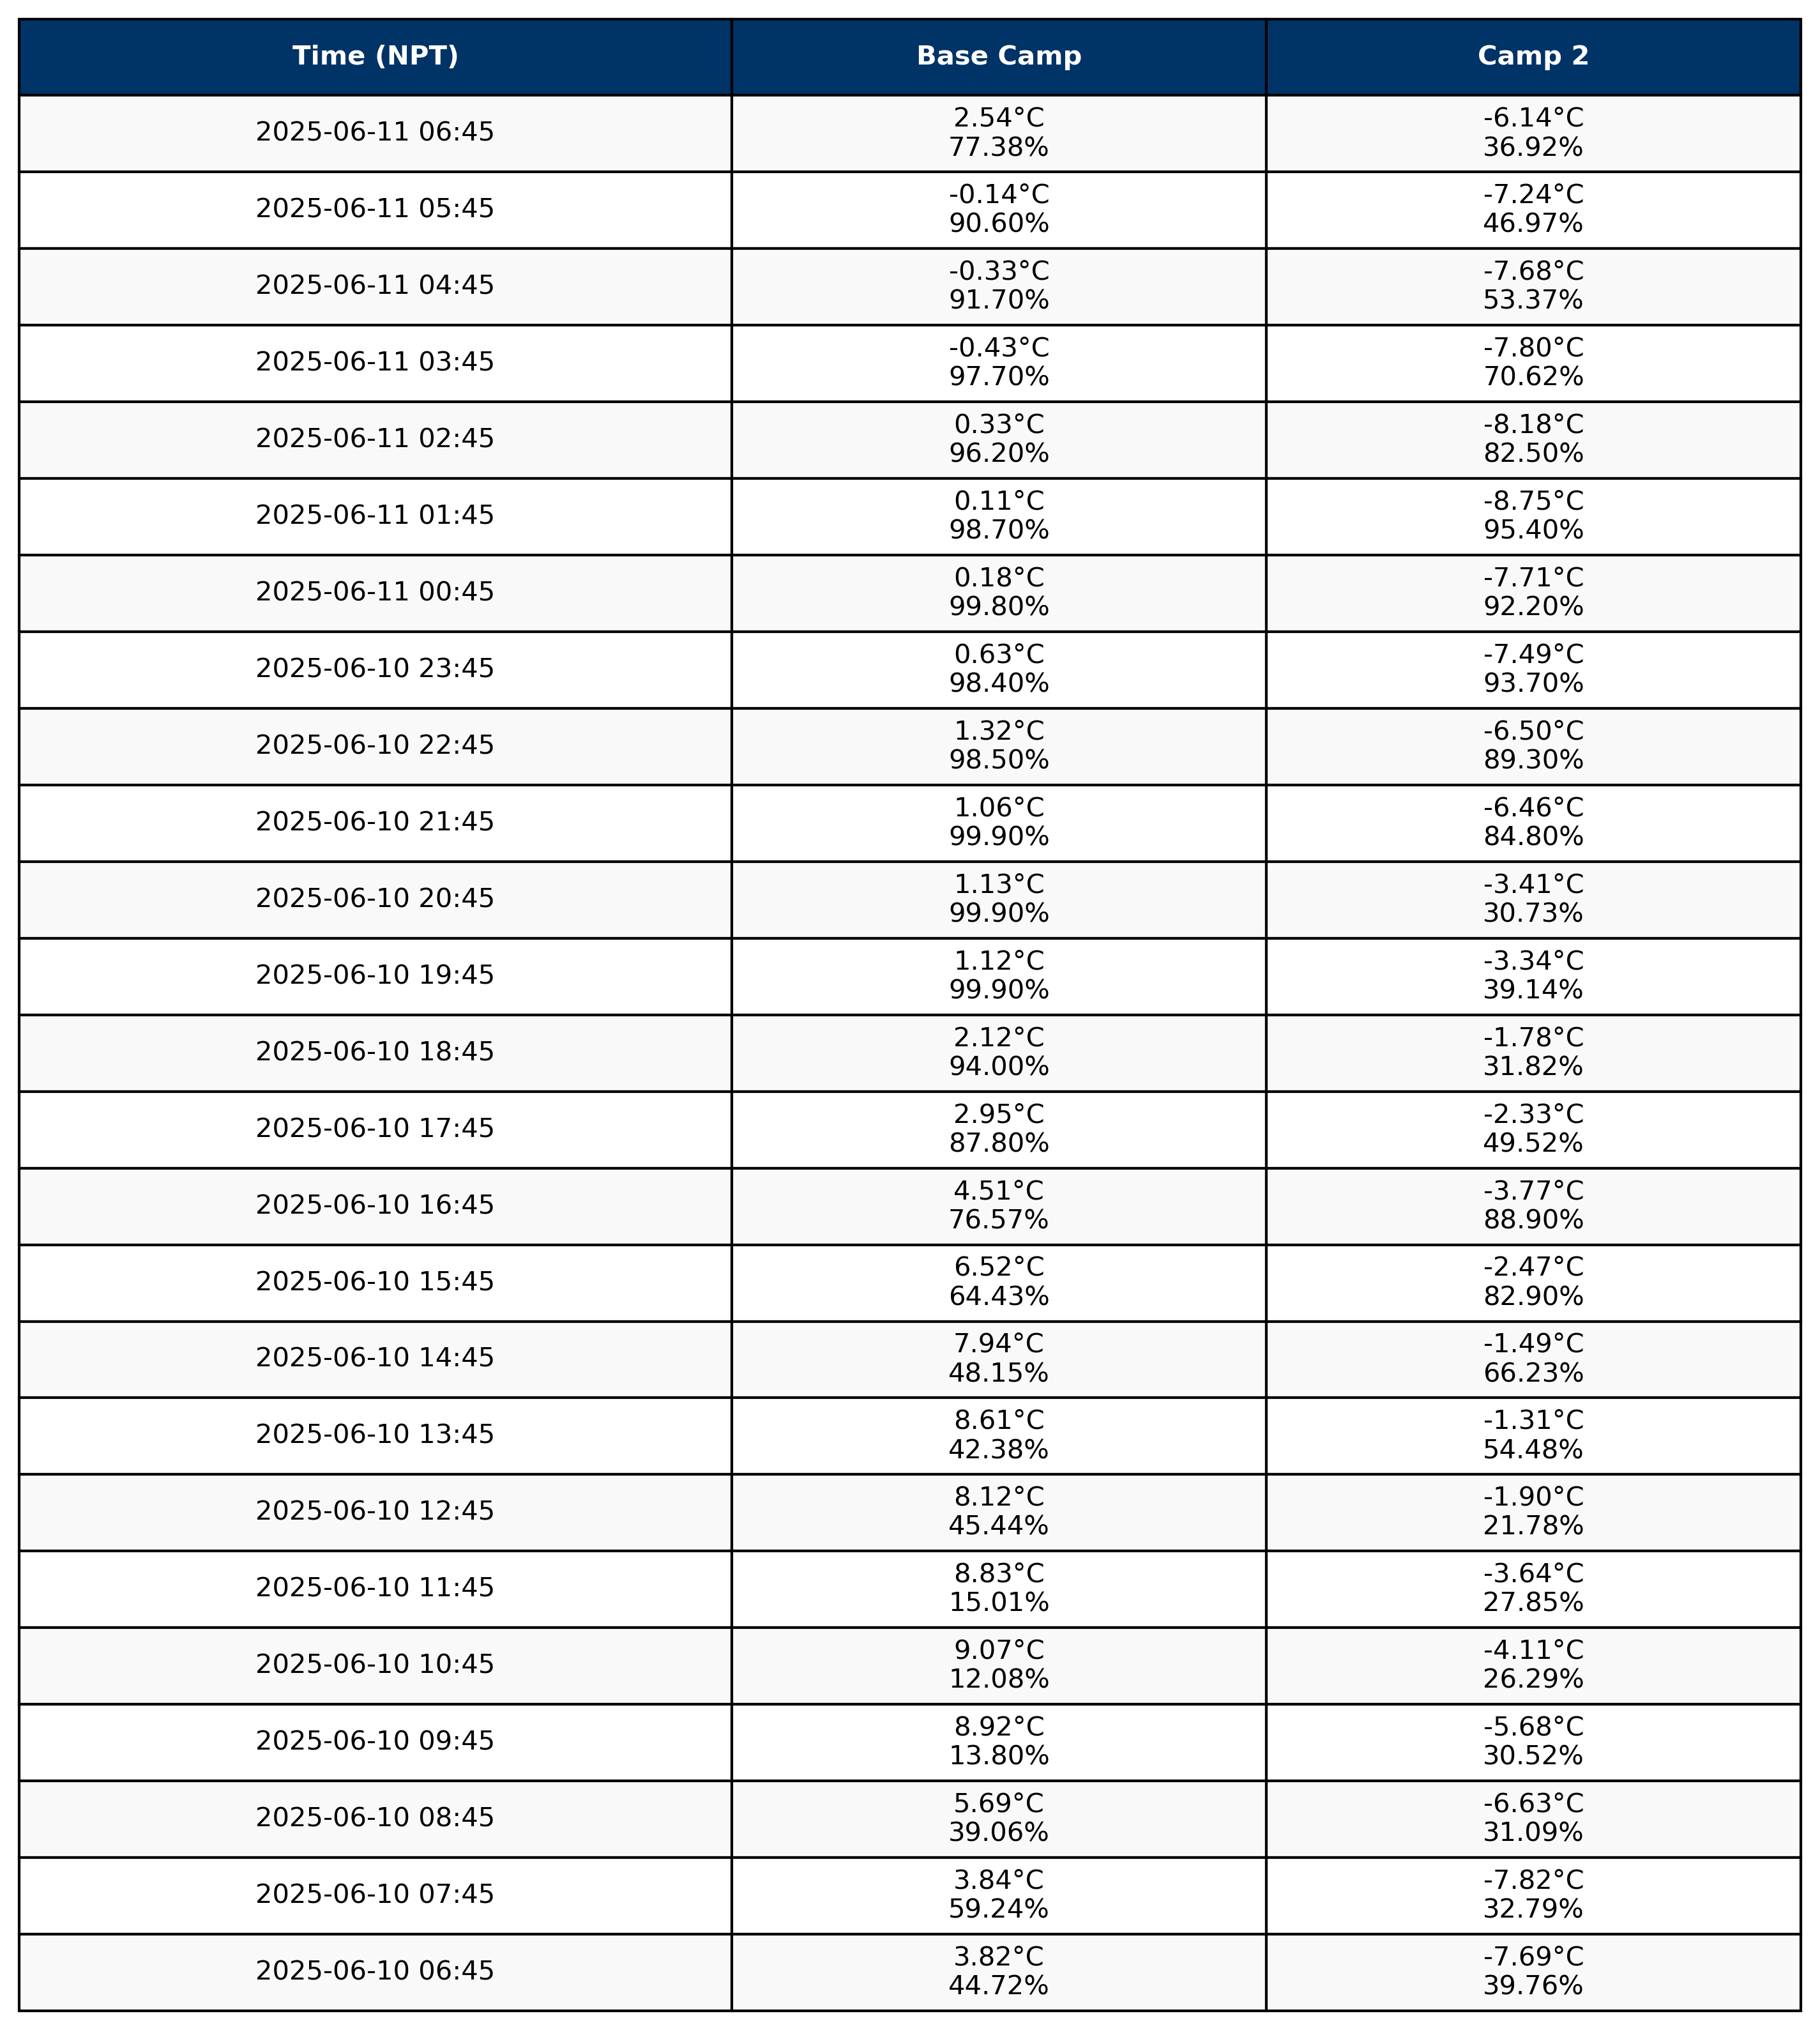 Time (NPT) Base Camp Camp 2
2025-06-11 06:45
2.54°C
77.38%
-6.14°C
36.92%
2025-06-11 05:45
-0.14°C
90.60%
-7.24°C
46.97%
2025-06-11 04:45
-0.33°C
91.70%
-7.68°C
53.37%
2025-06-11 03:45
-0.43°C
97.70%
-7.80°C
70.62%
2025-06-11 02:45
0.33°C
96.20%
-8.18°C
82.50%
2025-06-11 01:45
0.11°C
98.70%
-8.75°C
95.40%
2025-06-11 00:45
0.18°C
99.80%
-7.71°C
92.20%
2025-06-10 23:45
0.63°C
98.40%
-7.49°C
93.70%
2025-06-10 22:45
1.32°C
98.50%
-6.50°C
89.30%
2025-06-10 21:45
1.06°C
99.90%
-6.46°C
84.80%
2025-06-10 20:45
1.13°C
99.90%
-3.41°C
30.73%
2025-06-10 19:45
1.12°C
99.90%
-3.34°C
39.14%
2025-06-10 18:45
2.12°C
94.00%
-1.78°C
31.82%
2025-06-10 17:45
2.95°C
87.80%
-2.33°C
49.52%
2025-06-10 16:45
4.51°C
76.57%
-3.77°C
88.90%
2025-06-10 15:45
6.52°C
64.43%
-2.47°C
82.90%
2025-06-10 14:45
7.94°C
48.15%
-1.49°C
66.23%
2025-06-10 13:45
8.61°C
42.38%
-1.31°C
54.48%
2025-06-10 12:45
8.12°C
45.44%
-1.90°C
21.78%
2025-06-10 11:45
8.83°C
15.01%
-3.64°C
27.85%
2025-06-10 10:45
9.07°C
12.08%
-4.11°C
26.29%
2025-06-10 09:45
8.92°C
13.80%
-5.68°C
30.52%
2025-06-10 08:45
5.69°C
39.06%
-6.63°C
31.09%
2025-06-10 07:45
3.84°C
59.24%
-7.82°C
32.79%
2025-06-10 06:45
3.82°C
44.72%
-7.69°C
39.76%